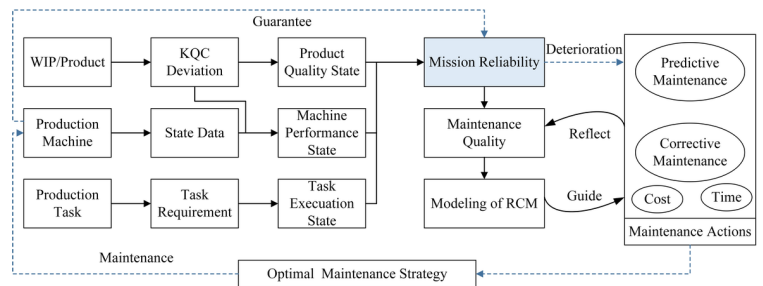 Guarantee
WIP/Product
KQC
Deviation
Product
Quality State
Mission Reliability
Deterioration
Predictive
Maintenance
Production
Machine
State Data
Machine
Performance
State
Maintenance
Quality
Reflect
Corrective
Maintenance
Production
Task
Task
Requirement
Task
Execuation
State
Modeling of RCM
Guide
Cost
Time
Maintenance Actions
Maintenance
Optimal Maintenance Strategy